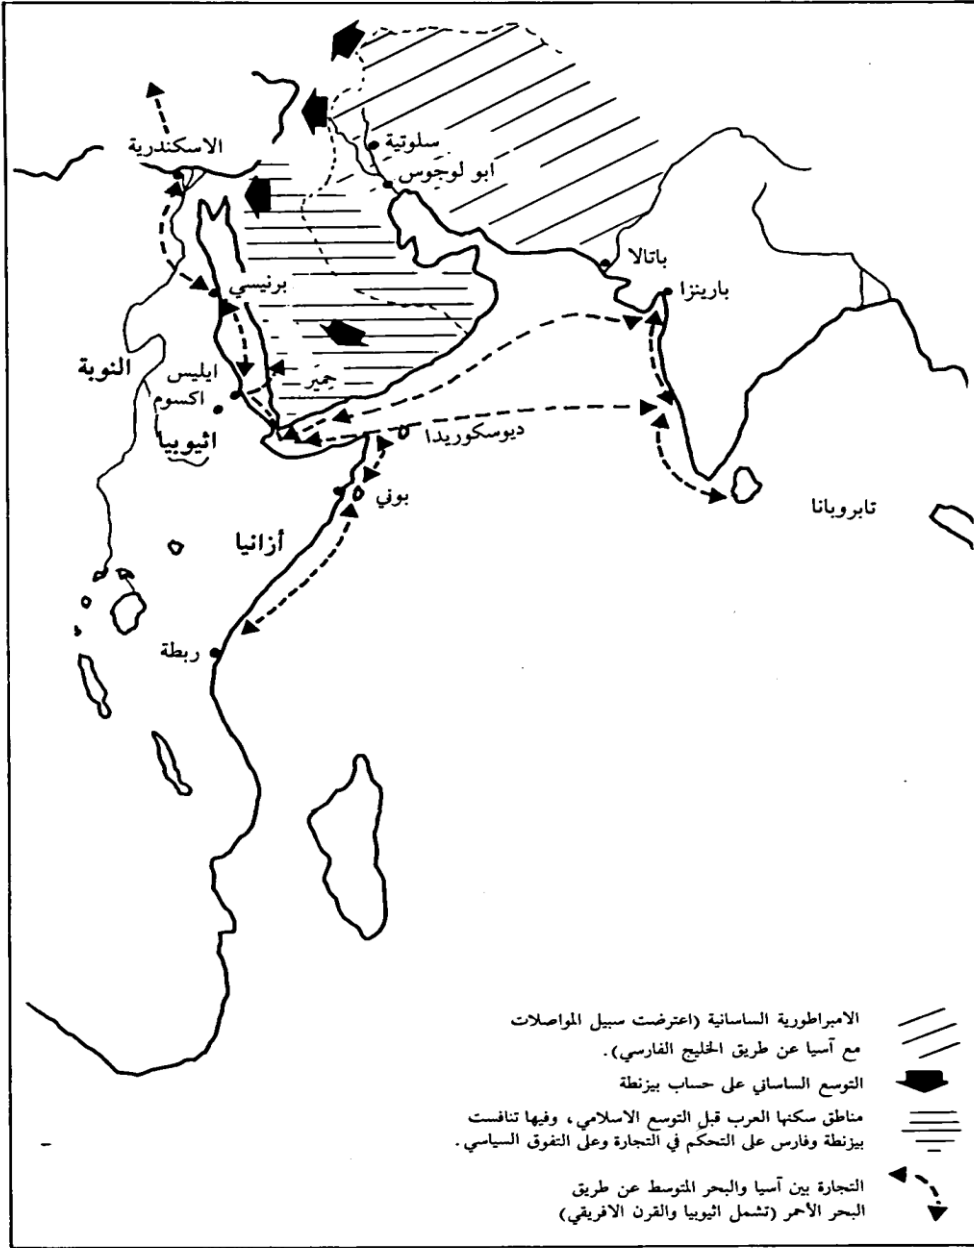 الاسكندرية
سلوتية
ابو لوجوس
باتالا
بارينزا
برنيسي
النوبة
ايليس
اكسوم
حِمْيَر
اثيوبيا
ديوسكوريدا
بوني
تابروبانا
أزانيا
ربطة
الامبراطورية الساسانية (اعترضت سبيل المواصلات
مع آسيا عن طريق الخليج الفارسي).
التوسع الساساني على حساب بيزنطة
مناطق سكنها العرب قبل التوسع الاسلامي، وفيها تنافست
بيزنطة وفارس على التحكّم في التجارة وعلى التفوق السياسي.
التجارة بين آسيا والبحر المتوسط عن طريق
البحر الأحمر (تشمل اثيوبيا والقرن الافريقي)